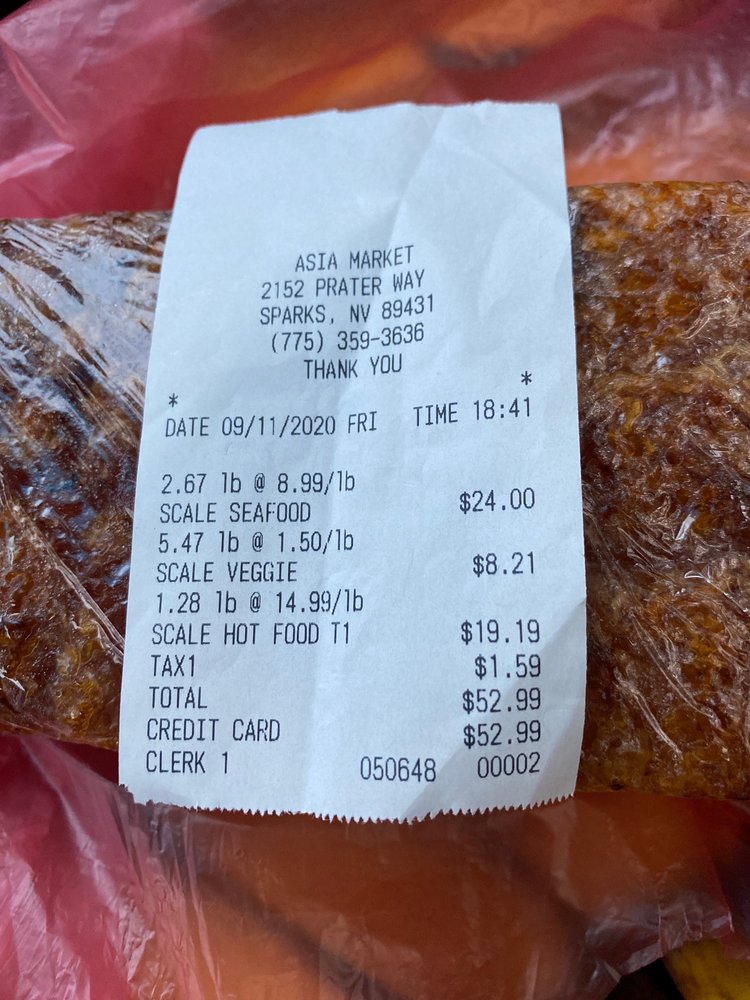 ASIA MARKET
2152 PRATER WAY
SPARKS, NV 89431
(775) 359-3636
THANK YOU
* *
DATE 09/11/2020 FRI TIME 18:41
2.67 lb @ 8.99/lb
SCALE SEAFOOD $24.00
5.47 lb @ 1.50/lb
SCALE VEGGIE $8.21
1.28 lb @ 14.99/lb
SCALE HOT FOOD T1 $19.19
TAX1 $1.59
TOTAL $52.99
CREDIT CARD $52.99
CLERK 1 050648 00002